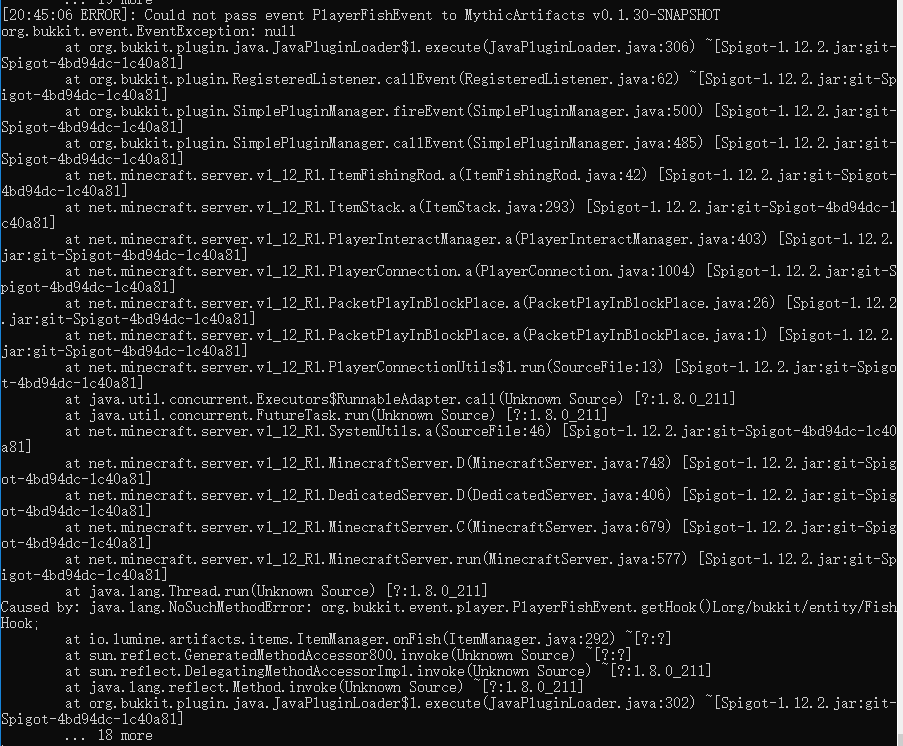 ... 19 more
[20:45:06 ERROR]: Could not pass event PlayerFishEvent to MythicArtifacts v0.1.30-SNAPSHOT
org.bukkit.event.EventException: null
at org.bukkit.plugin.java.JavaPluginLoader$1.execute(JavaPluginLoader.java:306) ~[Spigot-1.12.2.jar:git-
Spigot-4bd94dc-1c40a81]
at org.bukkit.plugin.RegisteredListener.callEvent(RegisteredListener.java:62) ~[Spigot-1.12.2.jar:git-Sp
igot-4bd94dc-1c40a81]
at org.bukkit.plugin.SimplePluginManager.fireEvent(SimplePluginManager.java:500) [Spigot-1.12.2.jar:git-
Spigot-4bd94dc-1c40a81]
at org.bukkit.plugin.SimplePluginManager.callEvent(SimplePluginManager.java:485) [Spigot-1.12.2.jar:git-
Spigot-4bd94dc-1c40a81]
at net.minecraft.server.v1_12_R1.ItemFishingRod.a(ItemFishingRod.java:42) [Spigot-1.12.2.jar:git-Spigot-
4bd94dc-1c40a81]
at net.minecraft.server.v1_12_R1.ItemStack.a(ItemStack.java:293) [Spigot-1.12.2.jar:git-Spigot-4bd94dc-1
c40a81]
at net.minecraft.server.v1_12_R1.PlayerInteractManager.a(PlayerInteractManager.java:403) [Spigot-1.12.2.
jar:git-Spigot-4bd94dc-1c40a81]
at net.minecraft.server.v1_12_R1.PlayerConnection.a(PlayerConnection.java:1004) [Spigot-1.12.2.jar:git-S
pigot-4bd94dc-1c40a81]
at net.minecraft.server.v1_12_R1.PacketPlayInBlockPlace.a(PacketPlayInBlockPlace.java:26) [Spigot-1.12.2
.jar:git-Spigot-4bd94dc-1c40a81]
at net.minecraft.server.v1_12_R1.PacketPlayInBlockPlace.a(PacketPlayInBlockPlace.java:1) [Spigot-1.12.2.
jar:git-Spigot-4bd94dc-1c40a81]
at net.minecraft.server.v1_12_R1.PlayerConnectionUtils$1.run(SourceFile:13) [Spigot-1.12.2.jar:git-Spigo
t-4bd94dc-1c40a81]
at java.util.concurrent.Executors$RunnableAdapter.call(Unknown Source) [?:1.8.0_211]
at java.util.concurrent.FutureTask.run(Unknown Source) [?:1.8.0_211]
at net.minecraft.server.v1_12_R1.SystemUtils.a(SourceFile:46) [Spigot-1.12.2.jar:git-Spigot-4bd94dc-1c40
a81]
at net.minecraft.server.v1_12_R1.MinecraftServer.D(MinecraftServer.java:748) [Spigot-1.12.2.jar:git-Spig
ot-4bd94dc-1c40a81]
at net.minecraft.server.v1_12_R1.DedicatedServer.D(DedicatedServer.java:406) [Spigot-1.12.2.jar:git-Spig
ot-4bd94dc-1c40a81]
at net.minecraft.server.v1_12_R1.MinecraftServer.C(MinecraftServer.java:679) [Spigot-1.12.2.jar:git-Spig
ot-4bd94dc-1c40a81]
at net.minecraft.server.v1_12_R1.MinecraftServer.run(MinecraftServer.java:577) [Spigot-1.12.2.jar:git-Sp
igot-4bd94dc-1c40a81]
at java.lang.Thread.run(Unknown Source) [?:1.8.0_211]
Caused by: java.lang.NoSuchMethodError: org.bukkit.event.player.PlayerFishEvent.getHook()Lorg/bukkit/entity/Fish
Hook;
at io.lumine.artifacts.items.ItemManager.onFish(ItemManager.java:292) ~[?:?]
at sun.reflect.GeneratedMethodAccessor800.invoke(Unknown Source) ~[?:?]
at sun.reflect.DelegatingMethodAccessorImpl.invoke(Unknown Source) ~[?:1.8.0_211]
at java.lang.reflect.Method.invoke(Unknown Source) ~[?:1.8.0_211]
at org.bukkit.plugin.java.JavaPluginLoader$1.execute(JavaPluginLoader.java:302) ~[Spigot-1.12.2.jar:git-
Spigot-4bd94dc-1c40a81]
... 18 more